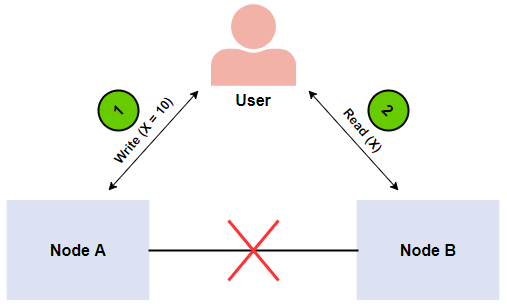 User
1
Write (X = 10)
2
Read (X)
Node A
Node B